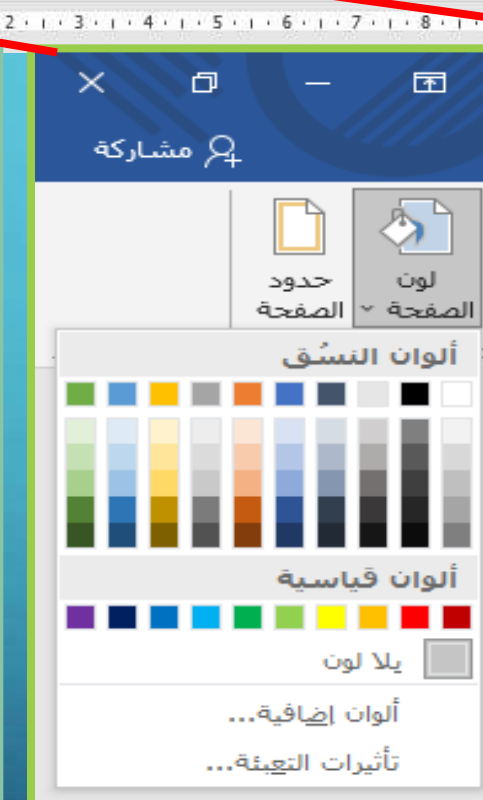 2 · ı · 3 · ı · 4 · ı · 5 · ı · 6 · ı · 7 · ı · 8 · ı
مشاركة
لون الصفحة
حدود الصفحة
ألوان النسُق
ألوان قياسية
يلا لون
ألوان إضافية...
تأثيرات التعبئة...